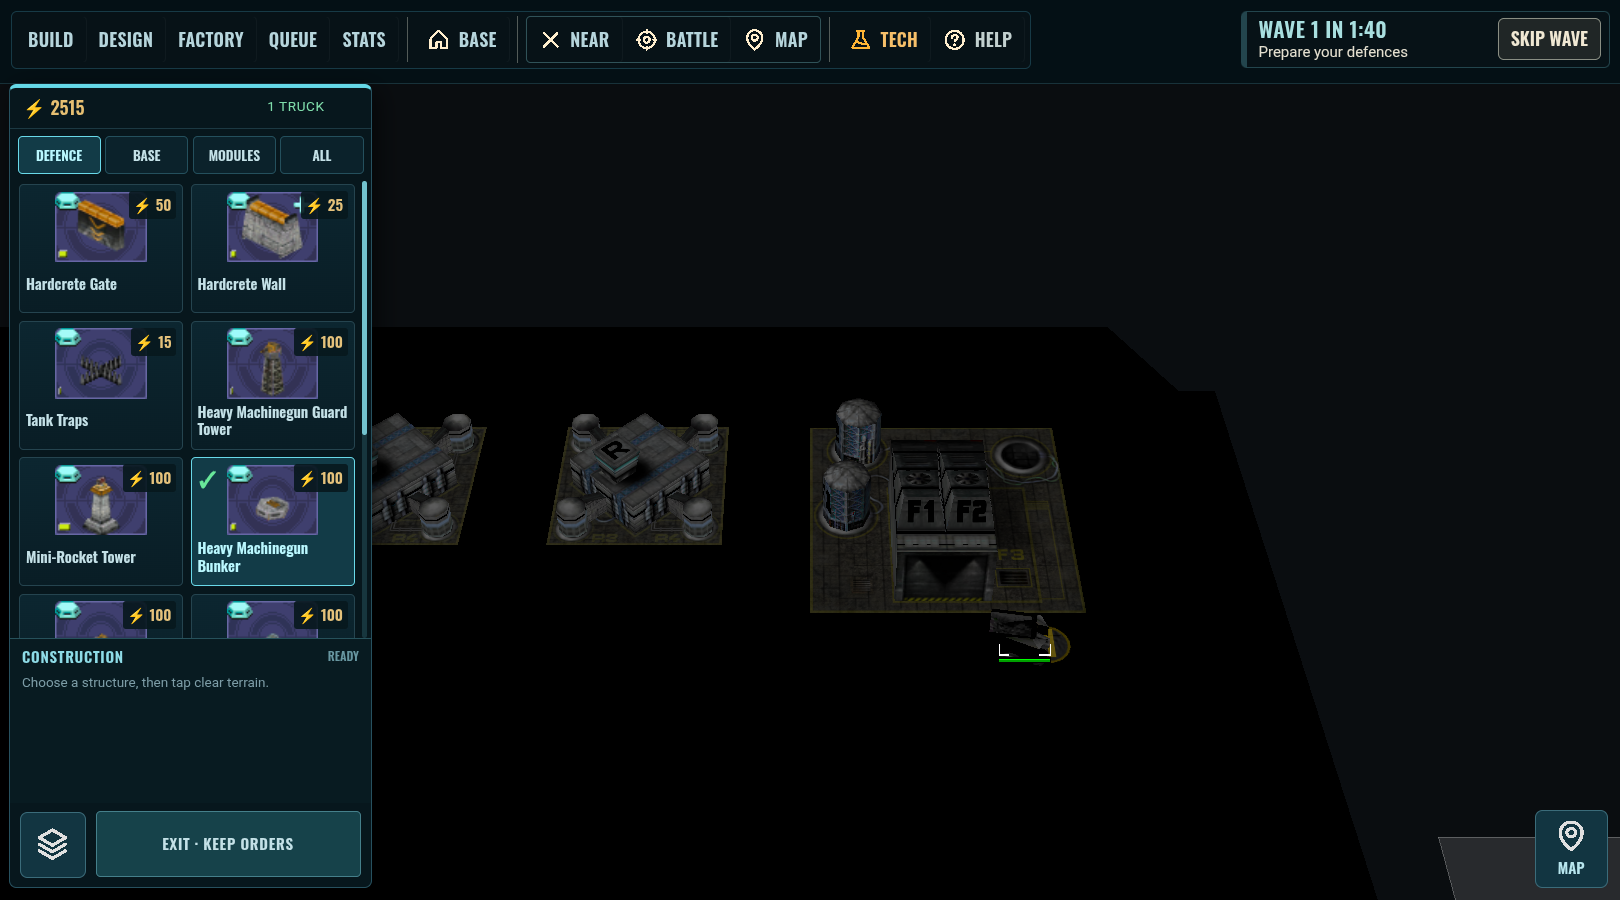 BUILD DESIGN FACTORY QUEUE STATS BASE NEAR BATTLE MAP TECH HELP
WAVE 1 IN 1:40
Prepare your defences
SKIP WAVE
2515
1 TRUCK
DEFENCE BASE MODULES ALL
50
Hardcrete Gate
25
Hardcrete Wall
15
Tank Traps
100
Heavy Machinegun Guard
Tower
100
Mini-Rocket Tower
100
Heavy Machinegun
Bunker
100
100
CONSTRUCTION
READY
Choose a structure, then tap clear terrain.
EXIT · KEEP ORDERS
R
F1 F2
F3
MAP